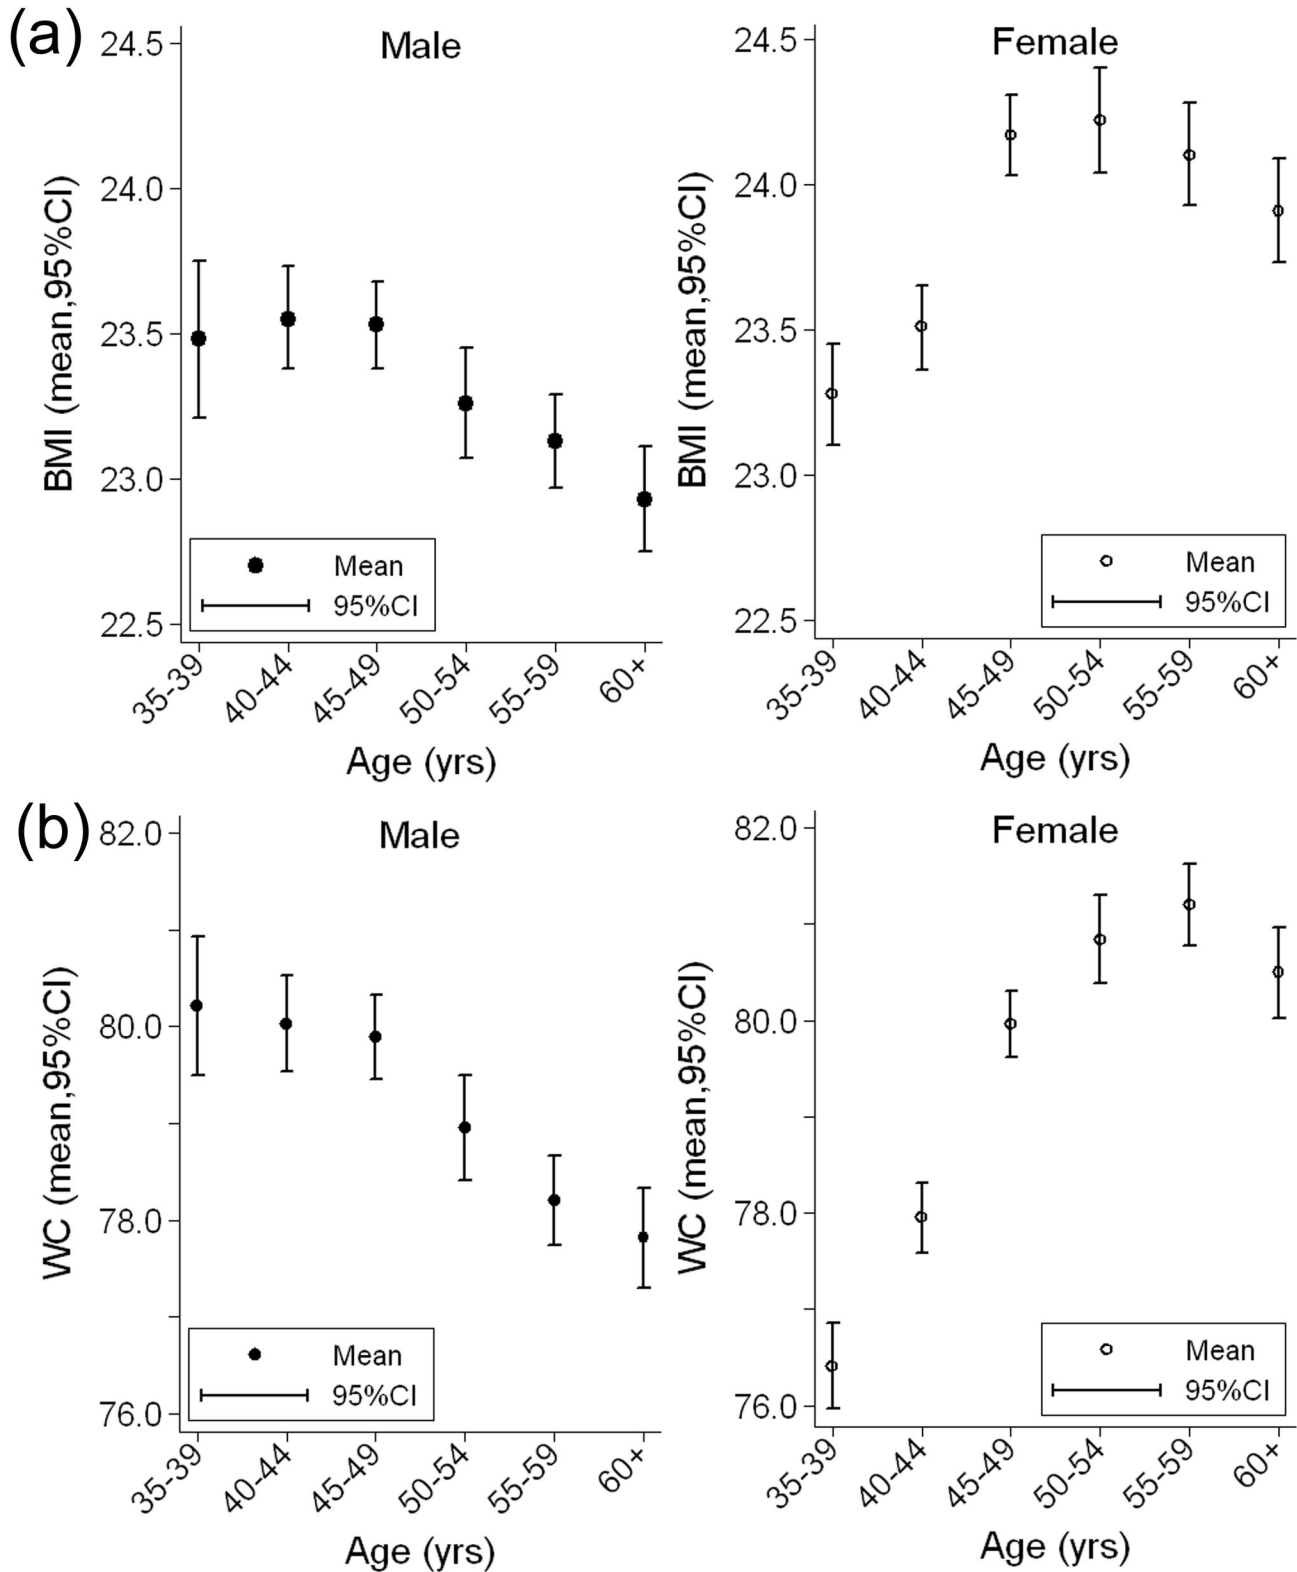 (a)
Male
24.5
24.0
23.5
23.0
22.5
BMI (mean,95%CI)
Mean
95%CI
35-39
40-44
45-49
50-54
55-59
60+
Age (yrs)
Female
24.5
24.0
23.5
23.0
22.5
BMI (mean,95%CI)
Mean
95%CI
35-39
40-44
45-49
50-54
55-59
60+
Age (yrs)
(b)
Male
82.0
80.0
78.0
76.0
WC (mean,95%CI)
Mean
95%CI
35-39
40-44
45-49
50-54
55-59
60+
Age (yrs)
Female
82.0
80.0
78.0
76.0
WC (mean,95%CI)
Mean
95%CI
35-39
40-44
45-49
50-54
55-59
60+
Age (yrs)